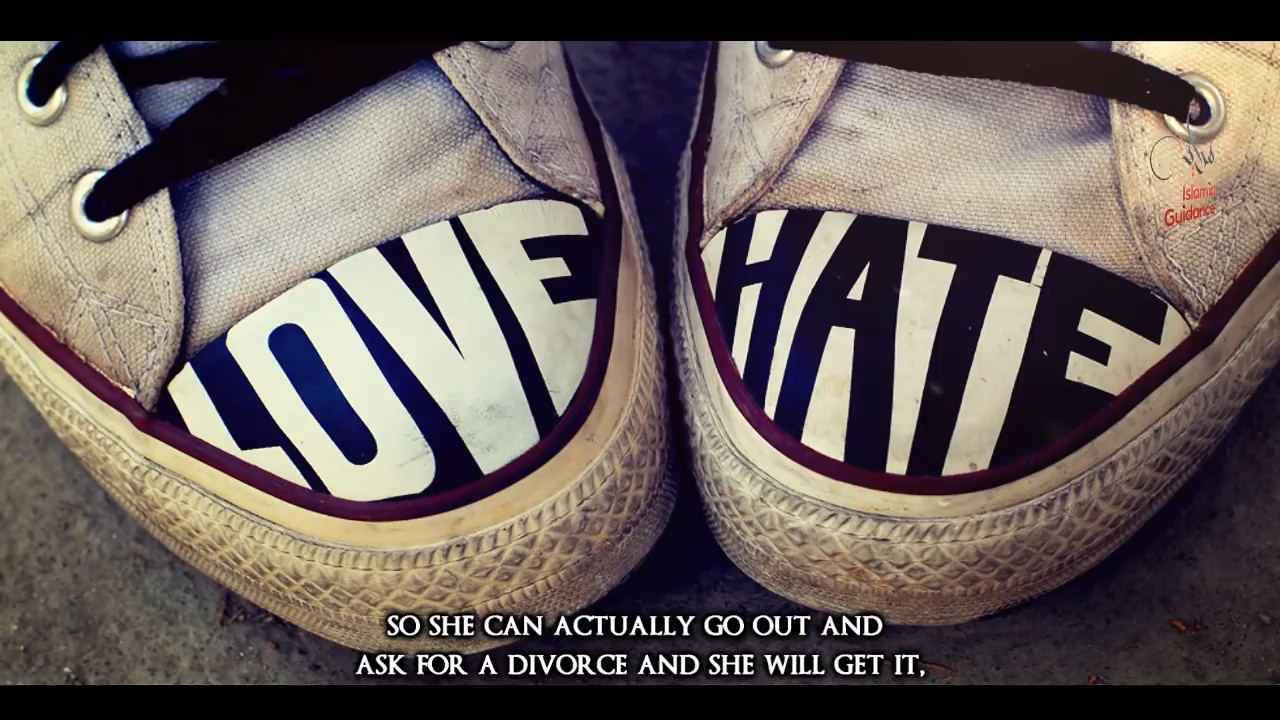 LOVE
HATE
Islamic
Guidance
SO SHE CAN ACTUALLY GO OUT AND
ASK FOR A DIVORCE AND SHE WILL GET IT,